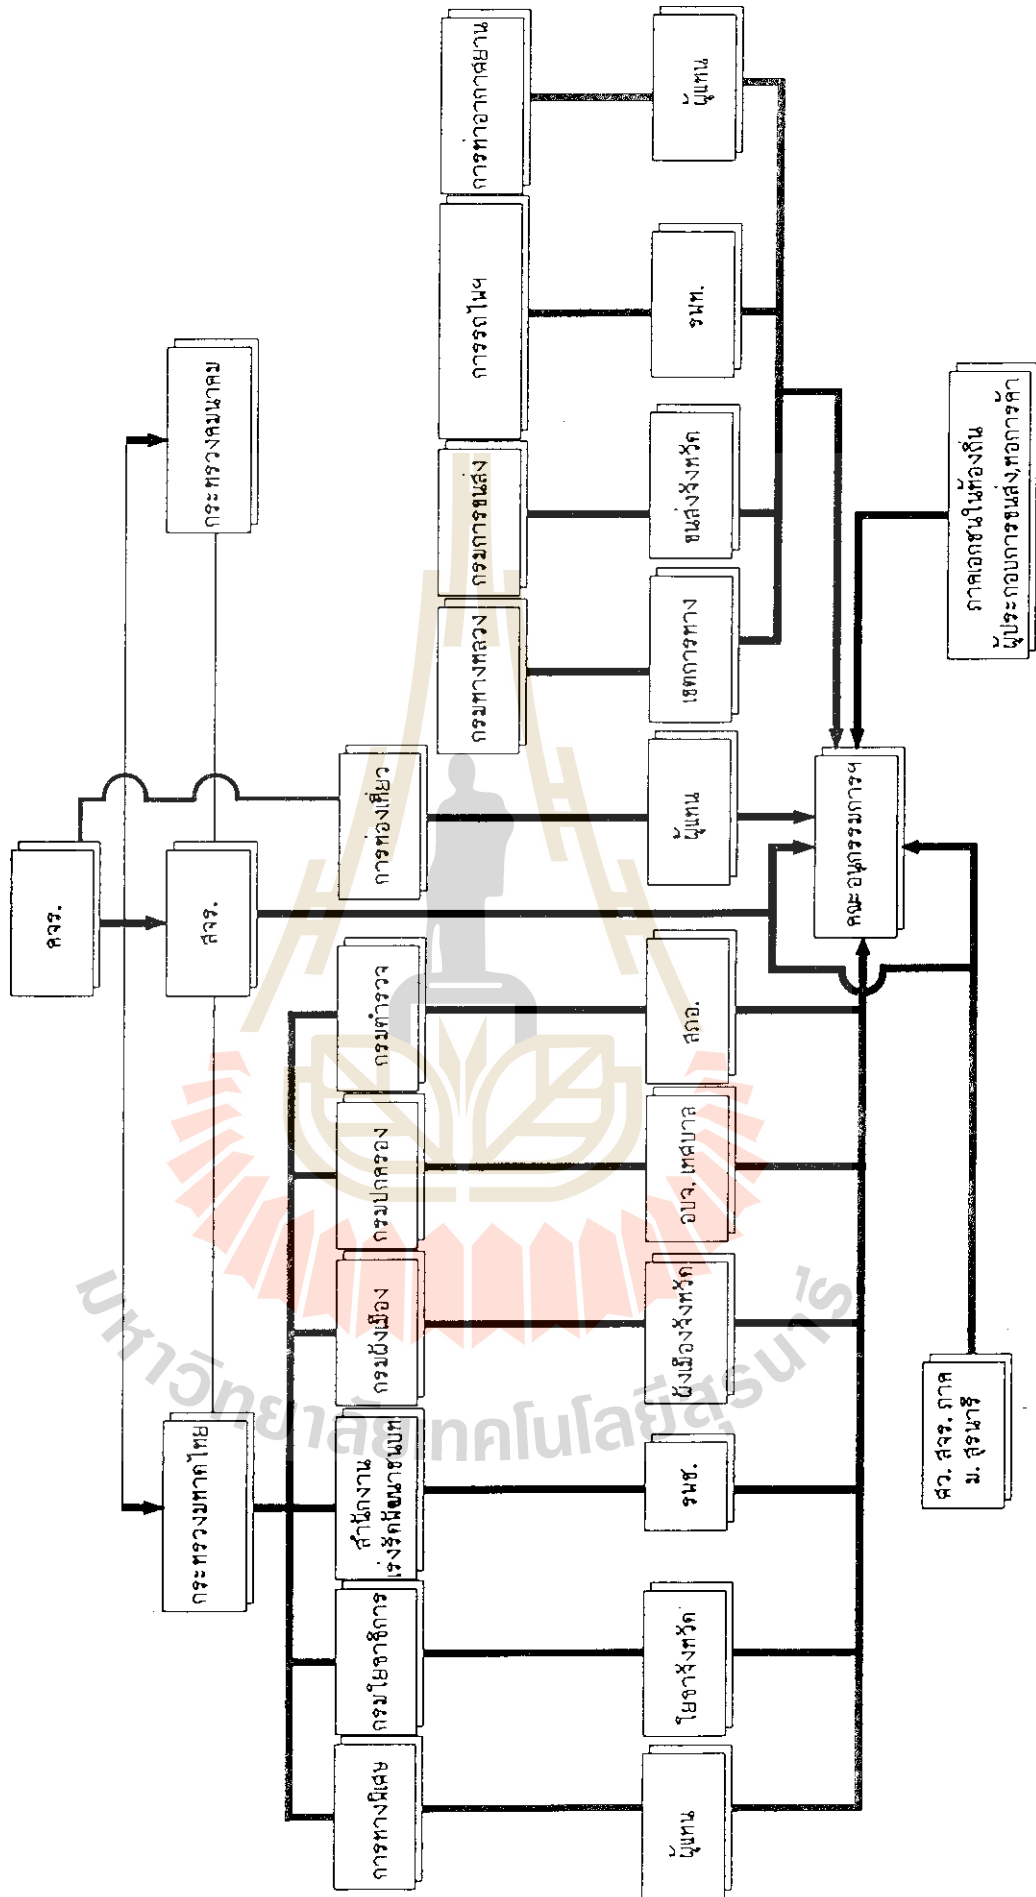 คจร.
กระทรวงมหาดไทย
สจร.
กระทรวงคมนาคม
การทางพิเศษ
กรมโยธาธิการ
สำนักงาน
เร่งรัดพัฒนาชนบท
กรมผังเมือง
กรมปกครอง
กรมตำรวจ
การท่องเที่ยว
กรมทางหลวง
กรมการขนส่ง
การรถไฟฯ
การท่าอากาศยาน
ผู้แทน
โยธาจังหวัด
รพช.
ผังเมืองจังหวัด
อบจ. เทศบาล
สภอ.
ผู้แทน
เขตการทาง
ขนส่งจังหวัด
รฟท.
ผู้แทน
คณะอนุกรรมการฯ
ศว. สจร. ภาค
ม. สุรนารี
ภาคเอกชนในท้องถิ่น
ผู้ประกอบการขนส่ง,หอการค้า
มหาวิทยาลัยเทคโนโลยีสุรนารี